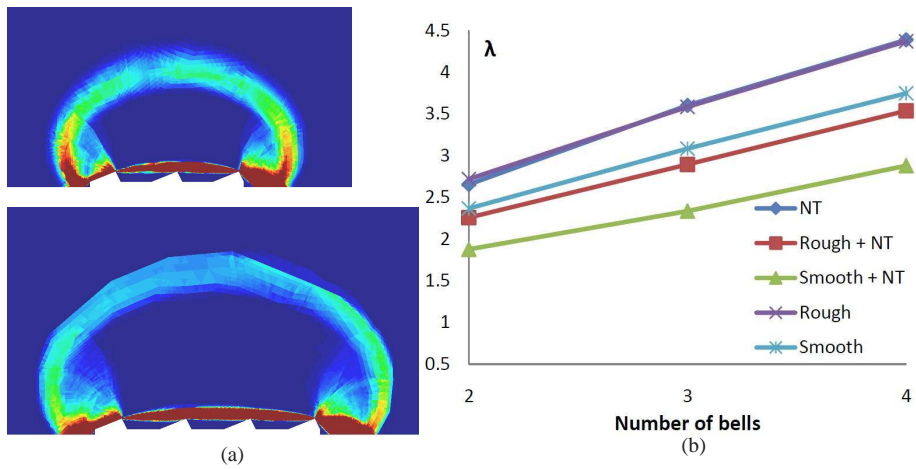 λ
4.5
4
3.5
3
2.5
2
1.5
1
0.5
2
3
4
Number of bells
NT
Rough + NT
Smooth + NT
Rough
Smooth
(a)
(b)